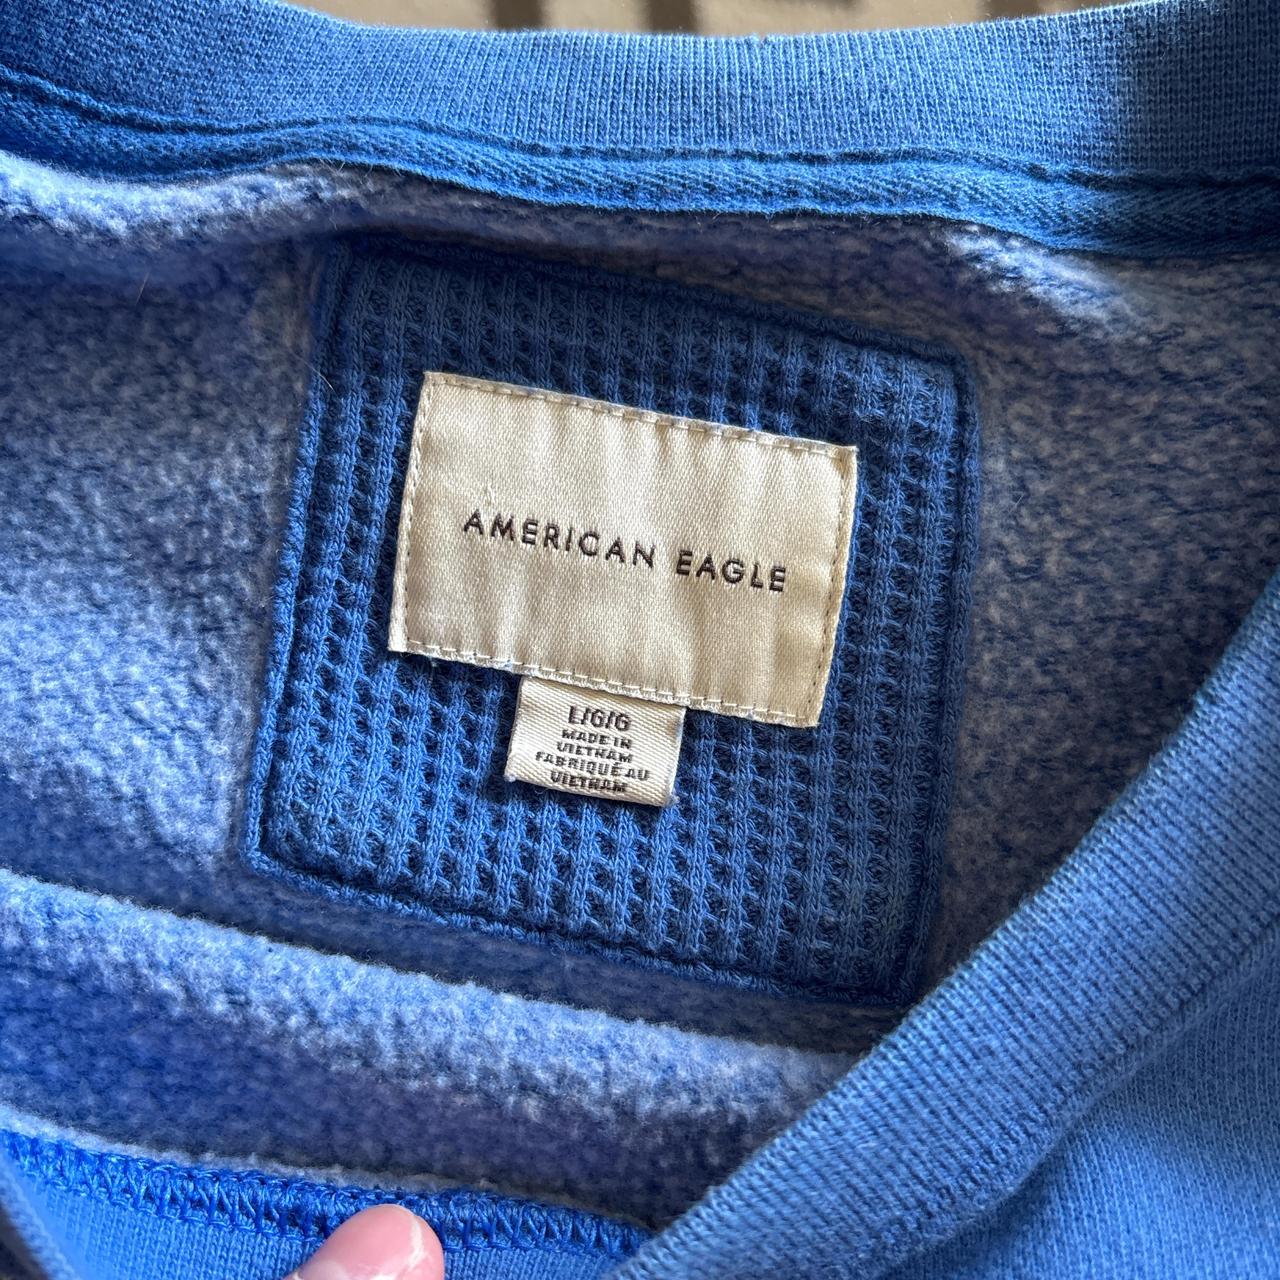 AMERICAN EAGLE
L/G/G
MADE IN
VIETNAM
FABRIQUÉ AU
VIETNAM